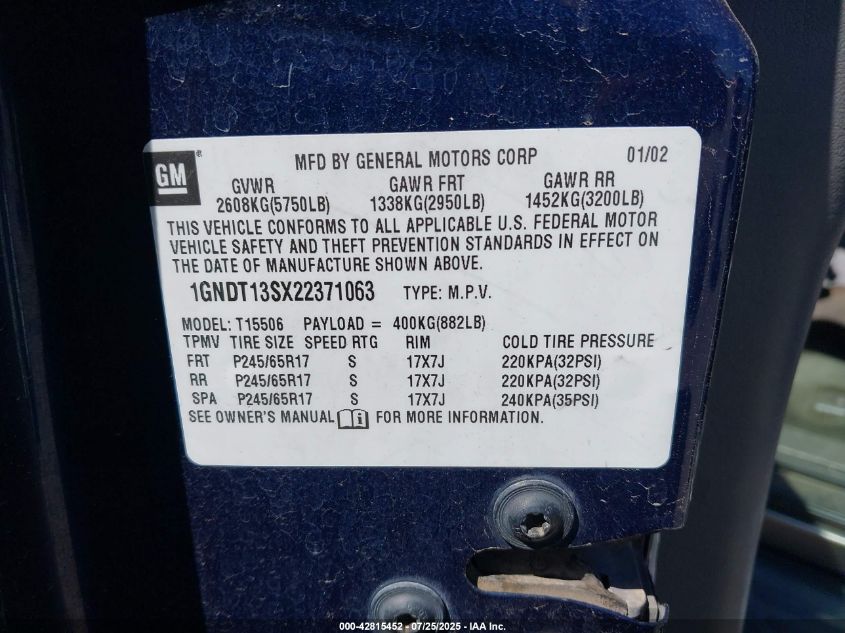 GM®
MFD BY GENERAL MOTORS CORP 01/02
GVWR GAWR FRT GAWR RR
2608KG(5750LB) 1338KG(2950LB) 1452KG(3200LB)
THIS VEHICLE CONFORMS TO ALL APPLICABLE U.S. FEDERAL MOTOR
VEHICLE SAFETY AND THEFT PREVENTION STANDARDS IN EFFECT ON
THE DATE OF MANUFACTURE SHOWN ABOVE.
1GNDT13SX22371063 TYPE: M.P.V.
MODEL: T15506 PAYLOAD = 400KG(882LB)
TPMV TIRE SIZE SPEED RTG RIM COLD TIRE PRESSURE
FRT P245/65R17 S 17X7J 220KPA(32PSI)
RR P245/65R17 S 17X7J 220KPA(32PSI)
SPA P245/65R17 S 17X7J 240KPA(35PSI)
SEE OWNER'S MANUAL i FOR MORE INFORMATION.
000-42815452 - 07/25/2025 - IAA Inc.